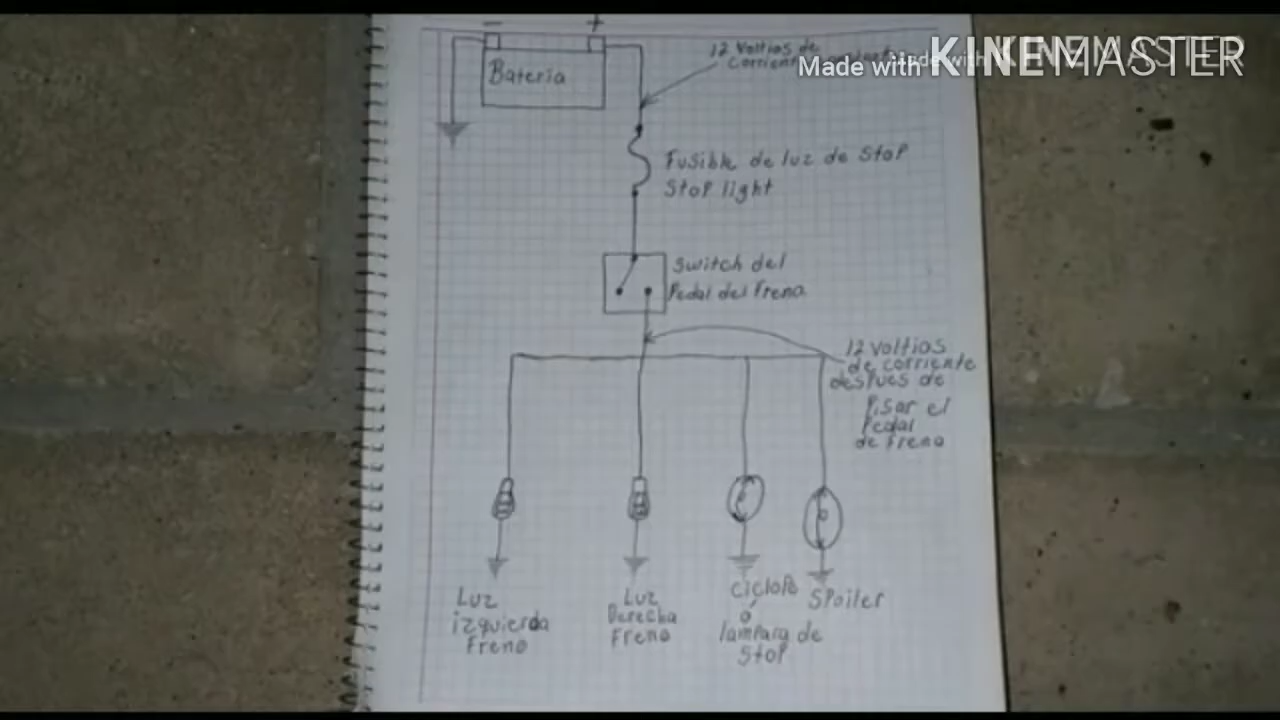 - +
Batería
12 Voltios de
Corriente
Made with KINEMASTER
Fusible de luz de Stop
Stop light
Switch del
Pedal del Freno
12 voltios
de corriente
despues de
Pisar el
Pedal
de Freno
Luz
izquierda
Freno
Luz
Derecha
Freno
ciclope
ó
lampara de
Stop
Spoiler